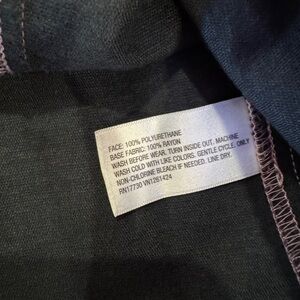 FACE: 100% POLYURETHANE
BASE FABRIC: 100% RAYON
WASH BEFORE WEAR. TURN INSIDE OUT. MACHINE
WASH COLD WITH LIKE COLORS. GENTLE CYCLE. ONLY
NON-CHLORINE BLEACH IF NEEDED. LINE DRY.
RN17730 VN1261424